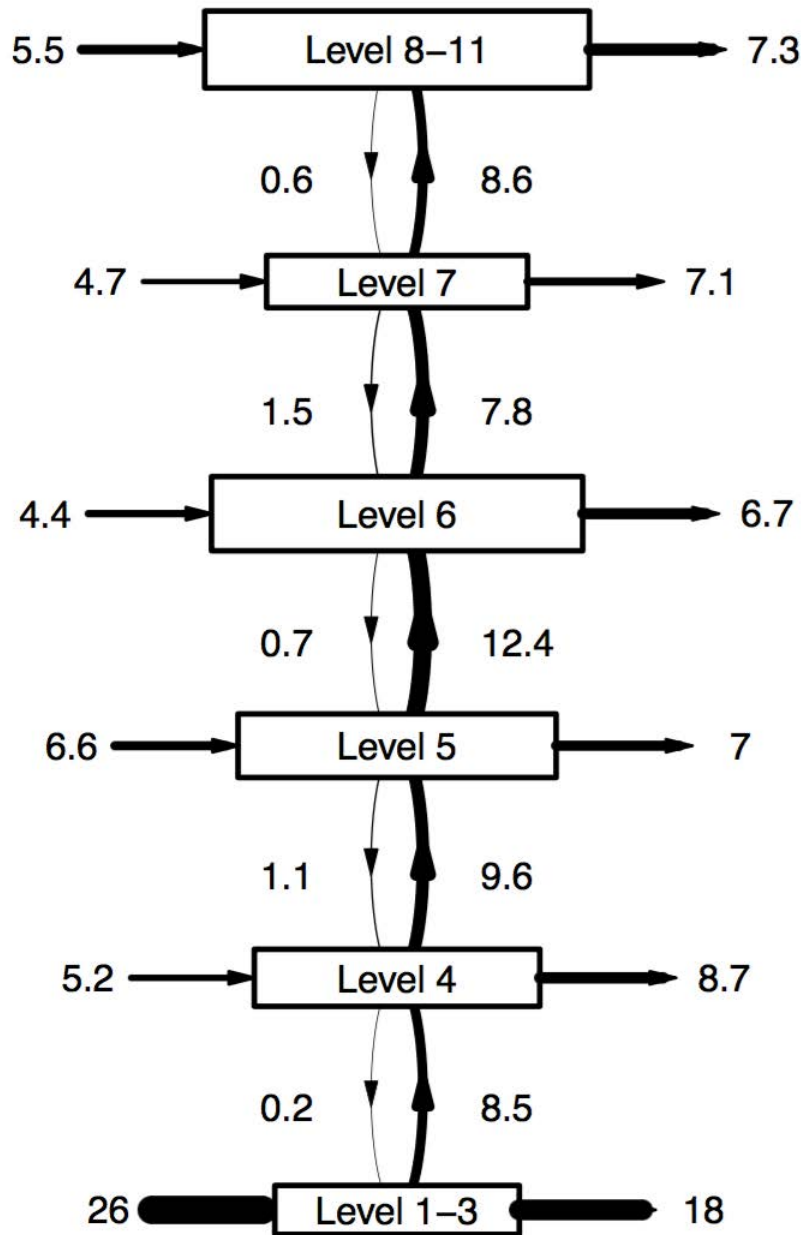 5.5 Level 8–11 7.3
0.6 8.6
4.7 Level 7 7.1
1.5 7.8
4.4 Level 6 6.7
0.7 12.4
6.6 Level 5 7
1.1 9.6
5.2 Level 4 8.7
0.2 8.5
26 Level 1–3 18